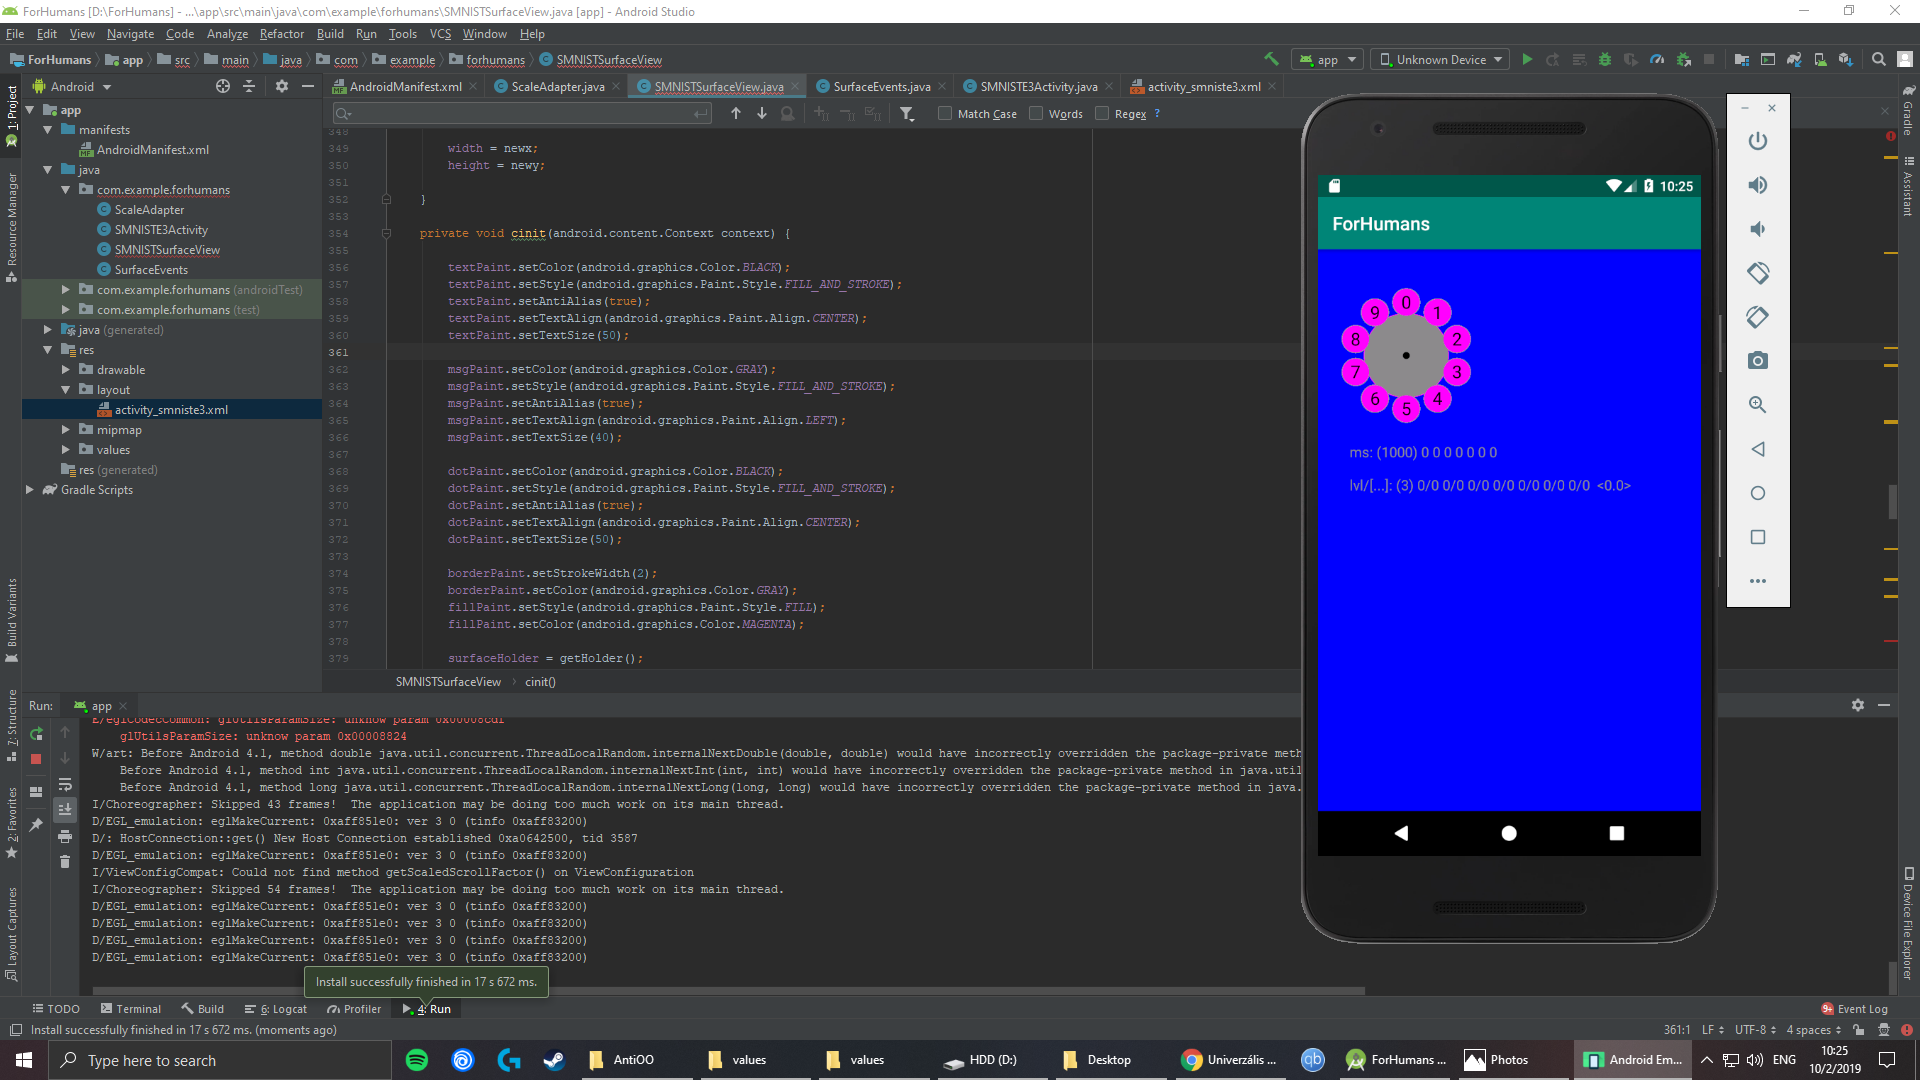 ForHumans [D:\ForHumans] - ...\app\src\main\java\com\example\forhumans\SMNISTSurfaceView.java [app] - Android Studio
File Edit View Navigate Code Analyze Refactor Build Run Tools VCS Window Help
ForHumans app src main java com example forhumans SMNISTSurfaceView
app Unknown Device
Android
AndroidManifest.xml ScaleAdapter.java SMNISTSurfaceView.java SurfaceEvents.java SMNISTE3Activity.java activity_smniste3.xml
Match Case Words Regex ?
1: Project
Resource Manager
Build Variants
7: Structure
2: Favorites
Layout Captures
app
manifests
AndroidManifest.xml
java
com.example.forhumans
ScaleAdapter
SMNISTE3Activity
SMNISTSurfaceView
SurfaceEvents
com.example.forhumans (androidTest)
com.example.forhumans (test)
java (generated)
res
drawable
layout
activity_smniste3.xml
mipmap
values
res (generated)
Gradle Scripts
348
349 width = newx;
350 height = newy;
351
352 }
353
354 private void cinit(android.content.Context context) {
355
356 textPaint.setColor(android.graphics.Color.BLACK);
357 textPaint.setStyle(android.graphics.Paint.Style.FILL_AND_STROKE);
358 textPaint.setAntiAlias(true);
359 textPaint.setTextAlign(android.graphics.Paint.Align.CENTER);
360 textPaint.setTextSize(50);
361
362 msgPaint.setColor(android.graphics.Color.GRAY);
363 msgPaint.setStyle(android.graphics.Paint.Style.FILL_AND_STROKE);
364 msgPaint.setAntiAlias(true);
365 msgPaint.setTextAlign(android.graphics.Paint.Align.LEFT);
366 msgPaint.setTextSize(40);
367
368 dotPaint.setColor(android.graphics.Color.BLACK);
369 dotPaint.setStyle(android.graphics.Paint.Style.FILL_AND_STROKE);
370 dotPaint.setAntiAlias(true);
371 dotPaint.setTextAlign(android.graphics.Paint.Align.CENTER);
372 dotPaint.setTextSize(50);
373
374 borderPaint.setStrokeWidth(2);
375 borderPaint.setColor(android.graphics.Color.GRAY);
376 fillPaint.setStyle(android.graphics.Paint.Style.FILL);
377 fillPaint.setColor(android.graphics.Color.MAGENTA);
378
379 surfaceHolder = getHolder();
SMNISTSurfaceView cinit()
10:25
ForHumans
0
1
2
3
4
5
6
7
8
9
ms: (1000) 0 0 0 0 0 0 0
lvl/[...]: (3) 0/0 0/0 0/0 0/0 0/0 0/0 0/0 <0.0>
Gradle
Assistant
Device File Explorer
Run: app
E/eglCodecCommon: glUtilsParamSize: unknow param 0x00008cdf
glUtilsParamSize: unknow param 0x00008824
W/art: Before Android 4.1, method double java.util.concurrent.ThreadLocalRandom.internalNextDouble(double, double) would have incorrectly overridden the package-private meth
Before Android 4.1, method int java.util.concurrent.ThreadLocalRandom.internalNextInt(int, int) would have incorrectly overridden the package-private method in java.util
Before Android 4.1, method long java.util.concurrent.ThreadLocalRandom.internalNextLong(long, long) would have incorrectly overridden the package-private method in java.
I/Choreographer: Skipped 43 frames! The application may be doing too much work on its main thread.
D/EGL_emulation: eglMakeCurrent: 0xaff851e0: ver 3 0 (tinfo 0xaff83200)
D/: HostConnection::get() New Host Connection established 0xa0642500, tid 3587
D/EGL_emulation: eglMakeCurrent: 0xaff851e0: ver 3 0 (tinfo 0xaff83200)
I/ViewConfigCompat: Could not find method getScaledScrollFactor() on ViewConfiguration
I/Choreographer: Skipped 54 frames! The application may be doing too much work on its main thread.
D/EGL_emulation: eglMakeCurrent: 0xaff851e0: ver 3 0 (tinfo 0xaff83200)
D/EGL_emulation: eglMakeCurrent: 0xaff851e0: ver 3 0 (tinfo 0xaff83200)
D/EGL_emulation: eglMakeCurrent: 0xaff851e0: ver 3 0 (tinfo 0xaff83200)
D/EGL_emulation: eglMakeCurrent: 0xaff851e0: ver 3 0 (tinfo 0xaff83200)
Install successfully finished in 17 s 672 ms.
TODO Terminal Build 6: Logcat Profiler 4: Run Event Log
Install successfully finished in 17 s 672 ms. (moments ago) 361:1 LF UTF-8 4 spaces
Type here to search AntiOO values values HDD (D:) Desktop Univerzális ... qb ForHumans ... Photos Android Em... ENG 10:25
10/2/2019